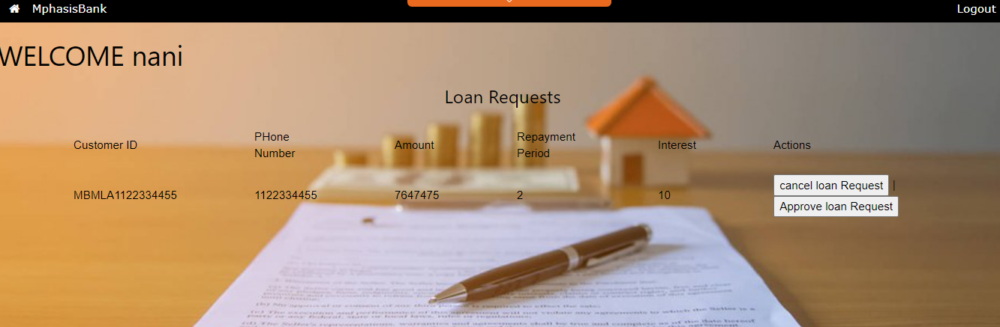 MphasisBank Logout
WELCOME nani
Loan Requests
Customer ID PHone Number Amount Repayment Period Interest Actions
MBMLA1122334455 1122334455 7647475 2 10 cancel loan Request |
Approve loan Request